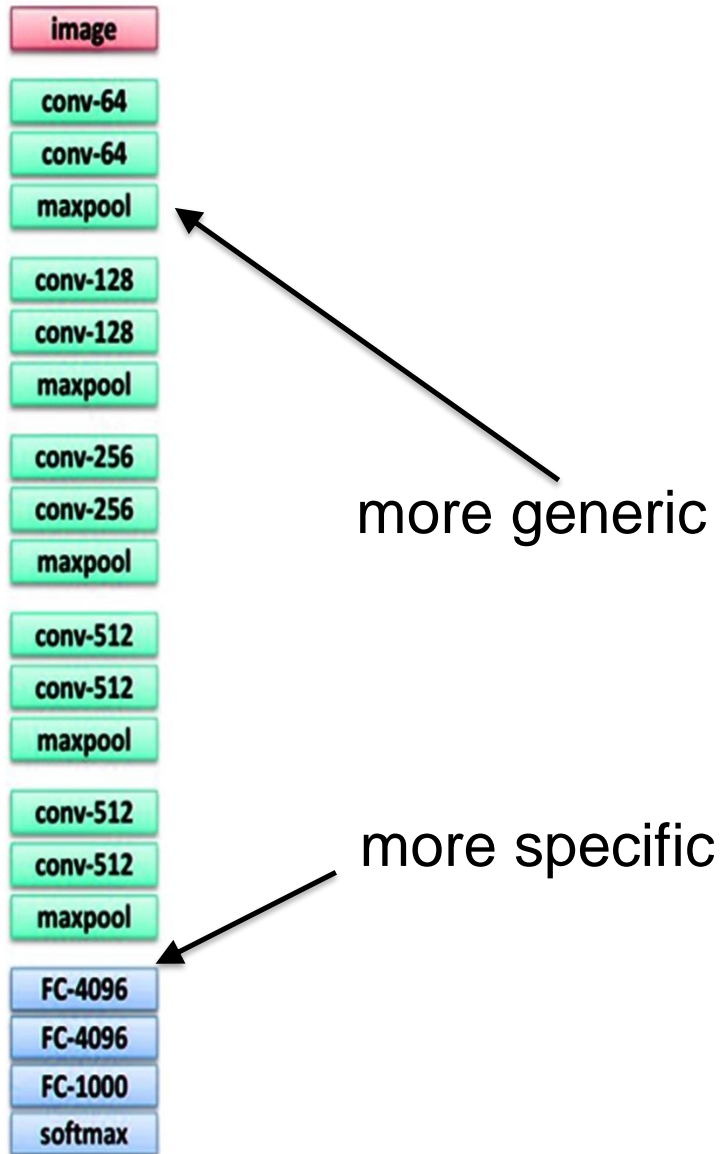 image
conv-64
conv-64
maxpool
conv-128
conv-128
maxpool
conv-256
conv-256
maxpool
more generic
conv-512
conv-512
maxpool
conv-512
conv-512
maxpool
more specific
FC-4096
FC-4096
FC-1000
softmax